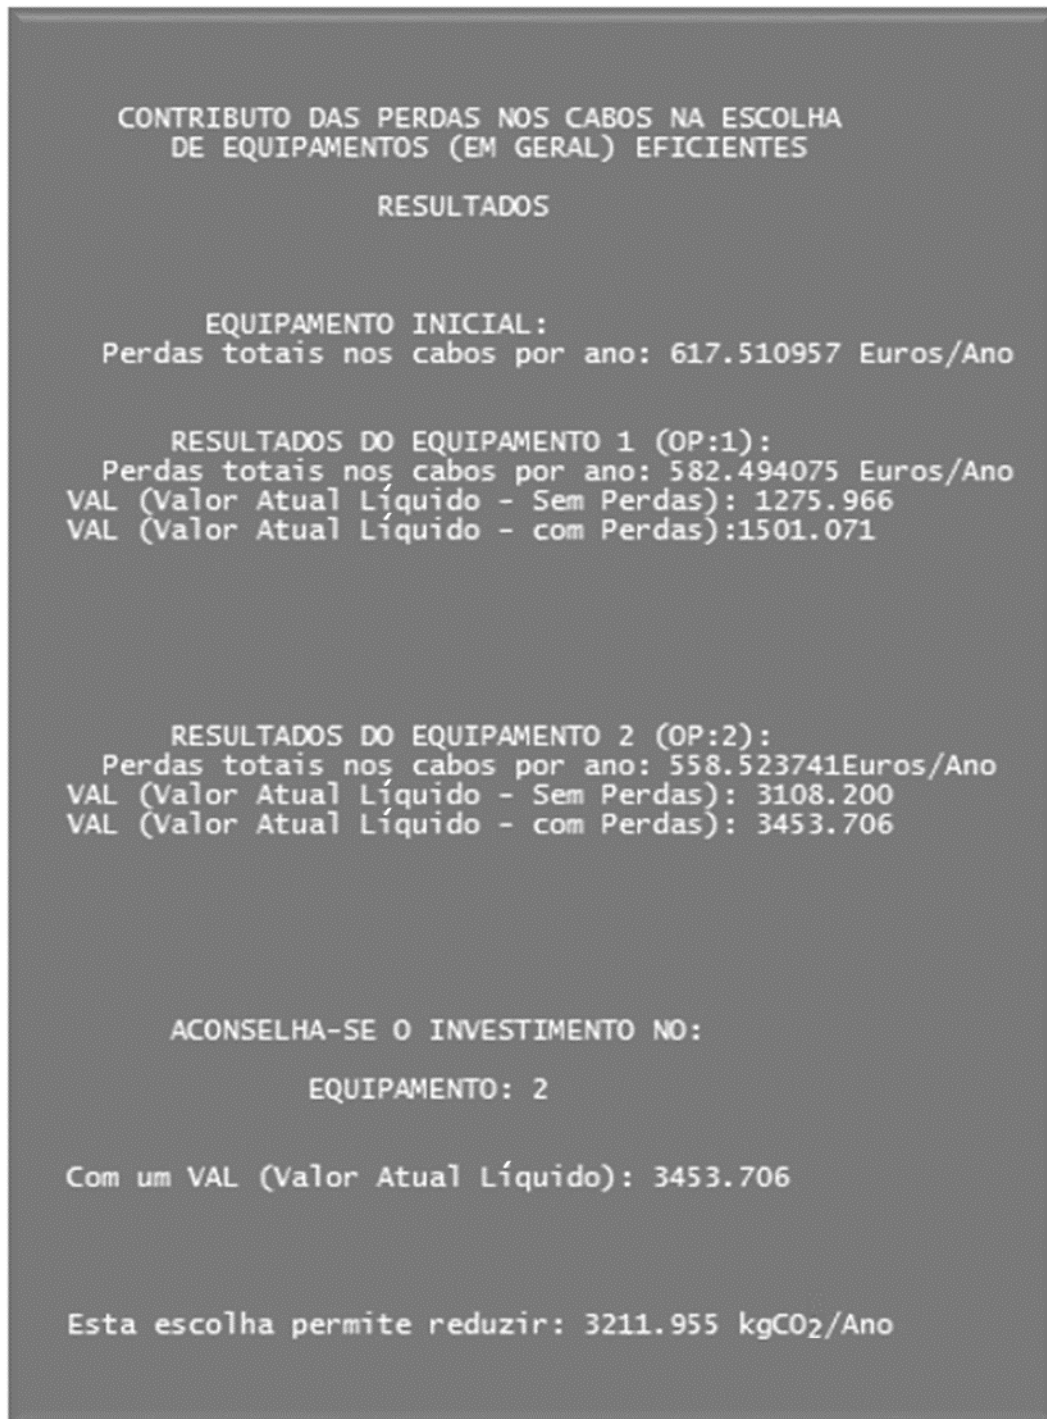 CONTRIBUTO DAS PERDAS NOS CABOS NA ESCOLHA
DE EQUIPAMENTOS (EM GERAL) EFICIENTES
RESULTADOS
EQUIPAMENTO INICIAL:
Perdas totais nos cabos por ano: 617.510957 Euros/Ano
RESULTADOS DO EQUIPAMENTO 1 (OP:1):
Perdas totais nos cabos por ano: 582.494075 Euros/Ano
VAL (Valor Atual Líquido - Sem Perdas): 1275.966
VAL (Valor Atual Líquido - com Perdas):1501.071
RESULTADOS DO EQUIPAMENTO 2 (OP:2):
Perdas totais nos cabos por ano: 558.523741Euros/Ano
VAL (Valor Atual Líquido - Sem Perdas): 3108.200
VAL (Valor Atual Líquido - com Perdas): 3453.706
ACONSELHA-SE O INVESTIMENTO NO:
EQUIPAMENTO: 2
Com um VAL (Valor Atual Líquido): 3453.706
Esta escolha permite reduzir: 3211.955 kgCO₂/Ano